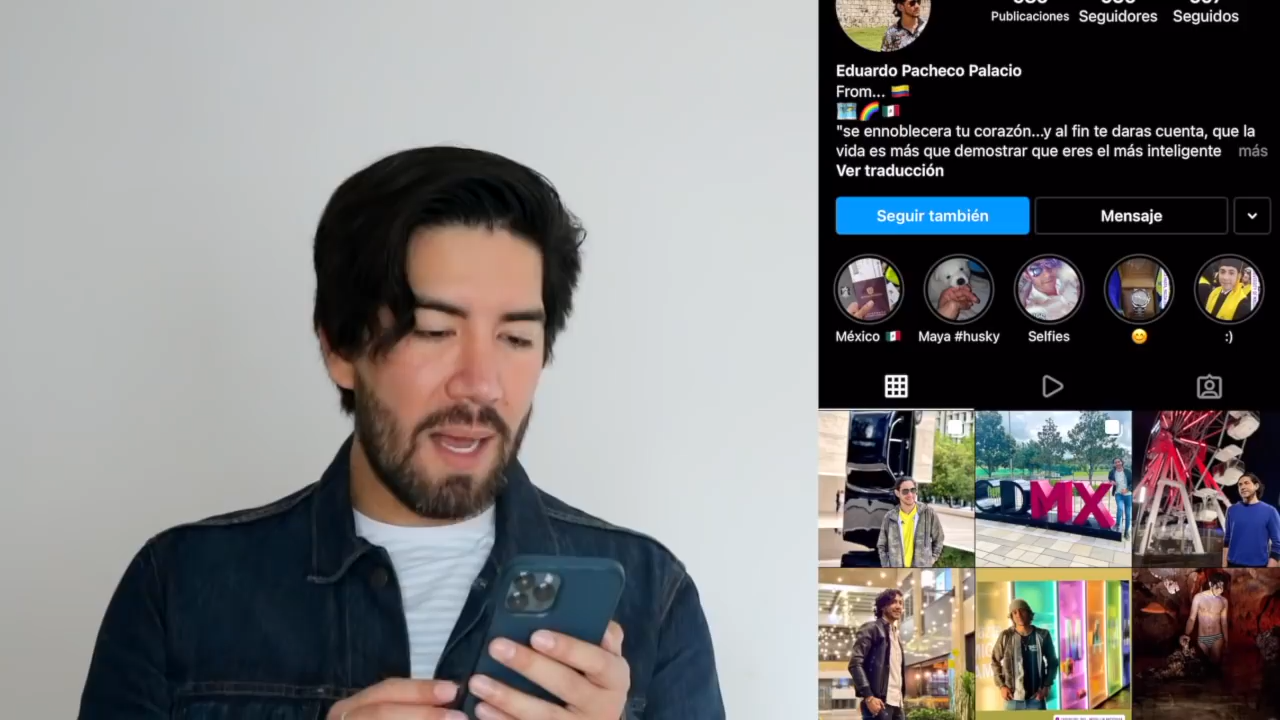 Publicaciones Seguidores Seguidos
Eduardo Pacheco Palacio
From...
"se ennoblecera tu corazón...y al fin te daras cuenta, que la
vida es más que demostrar que eres el más inteligente más
Ver traducción
Seguir también Mensaje
México Maya #husky Selfies :)
CDMX